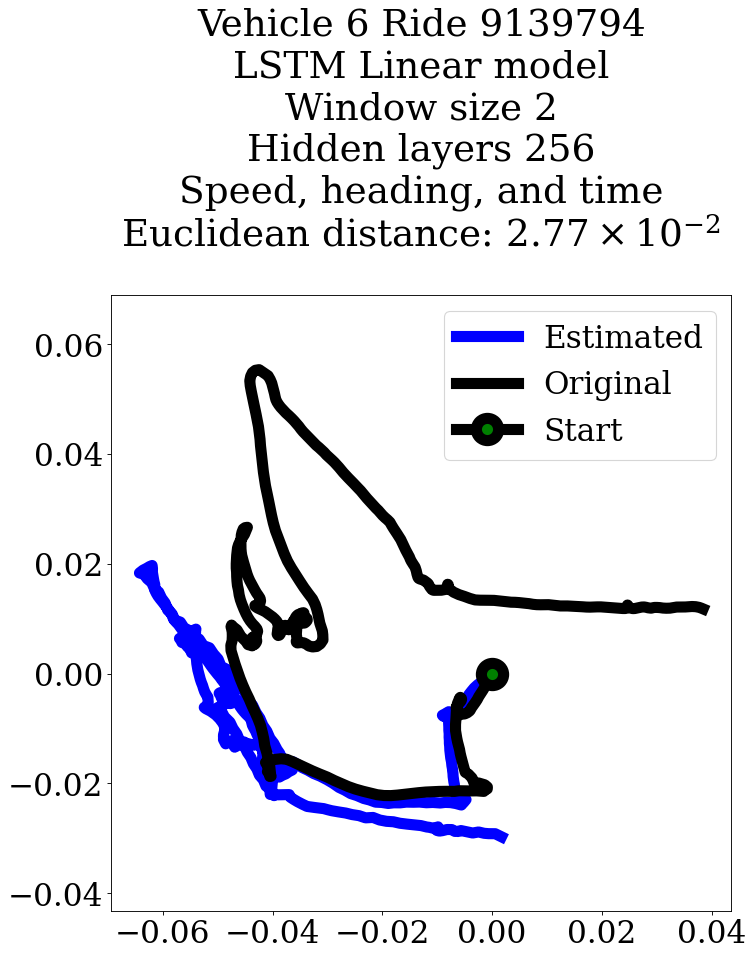 Vehicle 6 Ride 9139794
LSTM Linear model
Window size 2
Hidden layers 256
Speed, heading, and time
Euclidean distance: 2.77 × 10⁻²
Estimated
Original
Start
0.06
0.04
0.02
0.00
−0.02
−0.04
−0.06 −0.04 −0.02 0.00 0.02 0.04